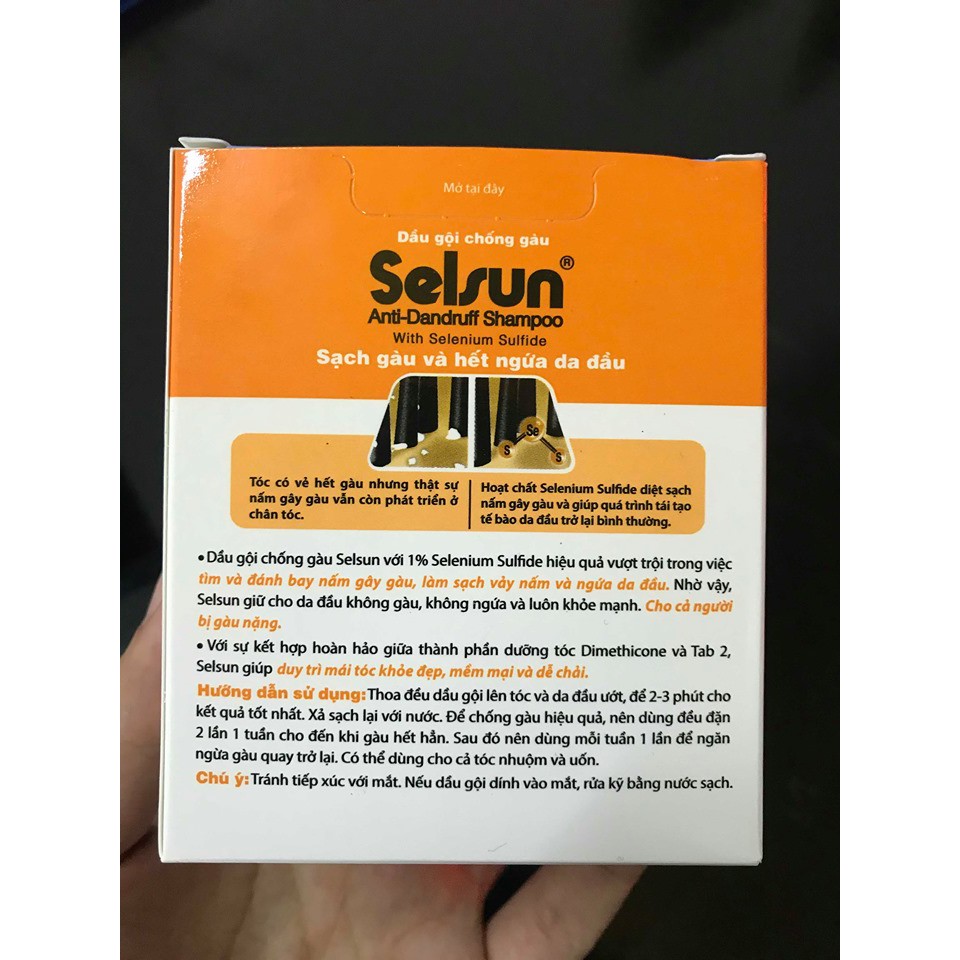 Mở tại đây
Dầu gội chống gàu
Selsun®
Anti-Dandruff Shampoo
With Selenium Sulfide
Sạch gàu và hết ngứa da đầu
Se
S
S
Tóc có vẻ hết gàu nhưng thật sự
nấm gây gàu vẫn còn phát triển ở
chân tóc.
Hoạt chất Selenium Sulfide diệt sạch
nấm gây gàu và giúp quá trình tái tạo
tế bào da đầu trở lại bình thường.
• Dầu gội chống gàu Selsun với 1% Selenium Sulfide hiệu quả vượt trội trong việc
tìm và đánh bay nấm gây gàu, làm sạch vảy nấm và ngứa da đầu. Nhờ vậy,
Selsun giữ cho da đầu không gàu, không ngứa và luôn khỏe mạnh. Cho cả người
bị gàu nặng.
• Với sự kết hợp hoàn hảo giữa thành phần dưỡng tóc Dimethicone và Tab 2,
Selsun giúp duy trì mái tóc khỏe đẹp, mềm mại và dễ chải.
Hướng dẫn sử dụng: Thoa đều dầu gội lên tóc và da đầu ướt, để 2-3 phút cho
kết quả tốt nhất. Xả sạch lại với nước. Để chống gàu hiệu quả, nên dùng đều đặn
2 lần 1 tuần cho đến khi gàu hết hẳn. Sau đó nên dùng mỗi tuần 1 lần để ngăn
ngừa gàu quay trở lại. Có thể dùng cho cả tóc nhuộm và uốn.
Chú ý: Tránh tiếp xúc với mắt. Nếu dầu gội dính vào mắt, rửa kỹ bằng nước sạch.